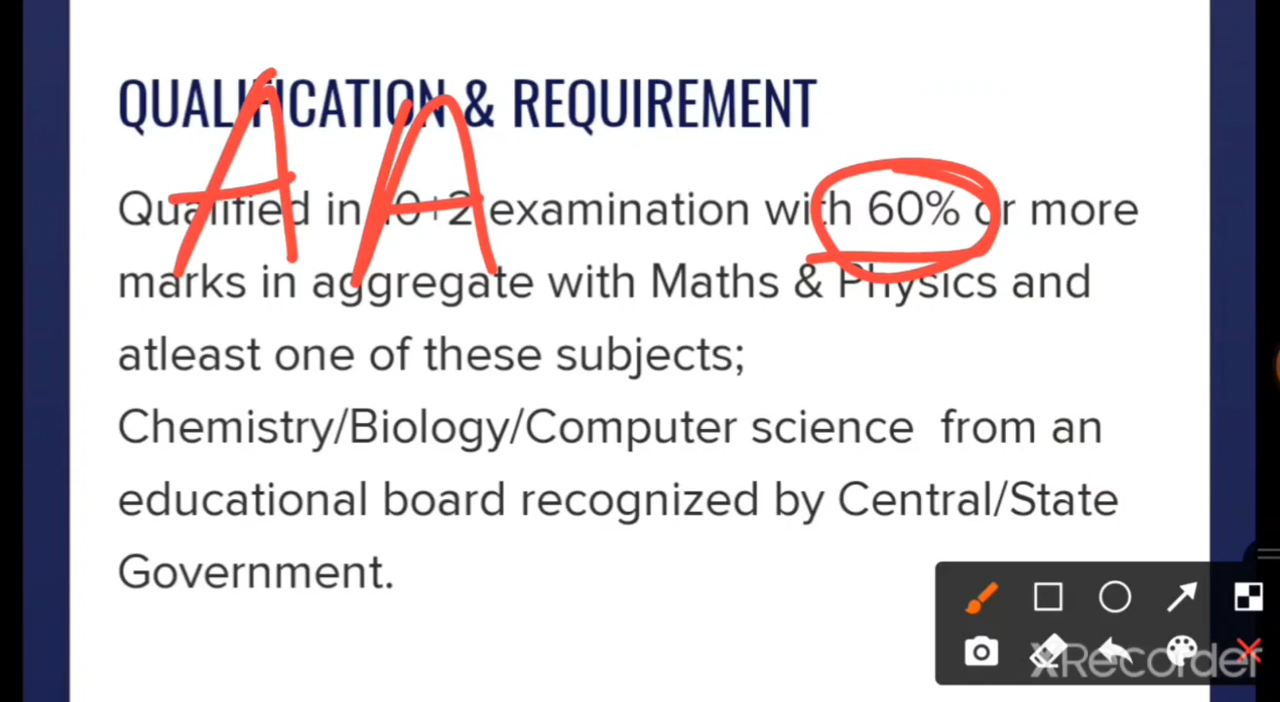 QUALIFICATION & REQUIREMENT
AA
Qualified in 10+2 examination with 60% or more
marks in aggregate with Maths & Physics and
atleast one of these subjects;
Chemistry/Biology/Computer science from an
educational board recognized by Central/State
Government.
XRecorder